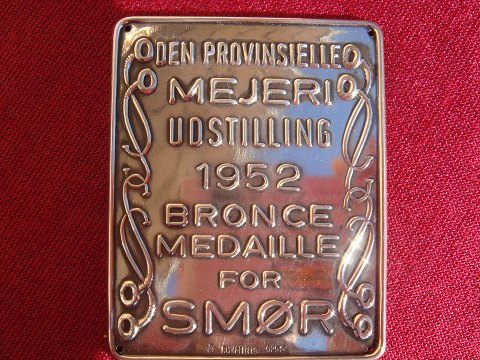 DEN PROVINSIELLE
MEJERI
UDSTILLING
1952
BRONCE
MEDAILLE
FOR
SMØR